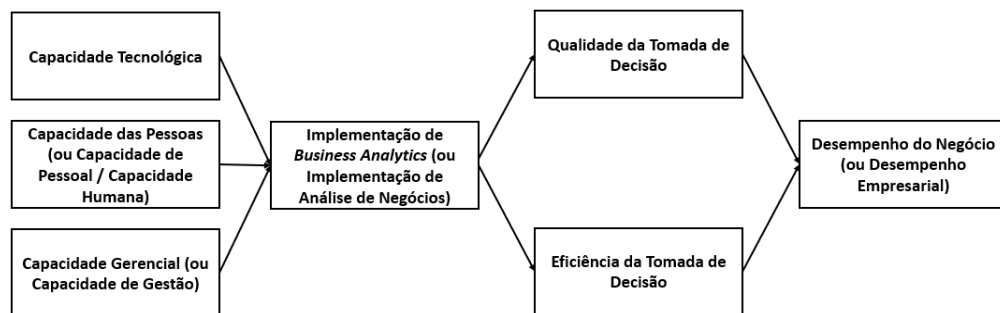 Capacidade Tecnológica
Capacidade das Pessoas
(ou Capacidade de
Pessoal / Capacidade
Humana)
Capacidade Gerencial (ou
Capacidade de Gestão)
Implementação de
Business Analytics (ou
Implementação de
Análise de Negócios)
Qualidade da Tomada de
Decisão
Eficiência da Tomada de
Decisão
Desempenho do Negócio
(ou Desempenho
Empresarial)